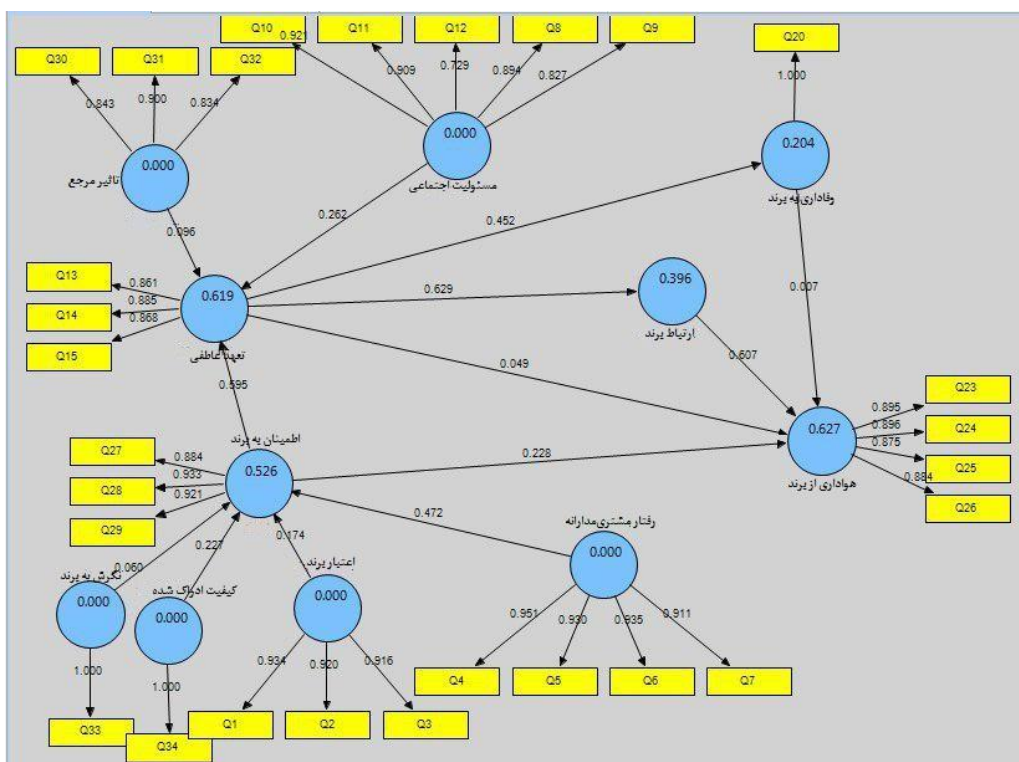 Q10
Q11
Q12
Q8
Q9
Q20
Q30
Q31
Q32
0.921
0.909
0.729
0.894
0.827
1.000
0.843
0.900
0.834
0.000
تاثیر مرجع
0.000
مسئولیت اجتماعی
0.204
وفاداری به برند
0.096
0.262
0.452
Q13
Q14
Q15
0.861
0.885
0.868
0.619
تعهد عاطفی
0.629
0.396
ارتباط برند
0.007
0.049
0.607
0.595
Q27
Q28
Q29
0.884
0.933
0.921
اطمینان به برند
0.526
0.228
0.627
هواداری از برند
0.895
0.896
0.875
0.884
Q23
Q24
Q25
Q26
0.472
رفتار مشتری‌مدارانه
0.000
0.060
0.227
0.174
نگرش به برند
0.000
کیفیت ادراک شده
0.000
اعتبار برند
0.000
1.000
1.000
0.934
0.920
0.916
0.951
0.930
0.935
0.911
Q4
Q5
Q6
Q7
Q33
Q34
Q1
Q2
Q3